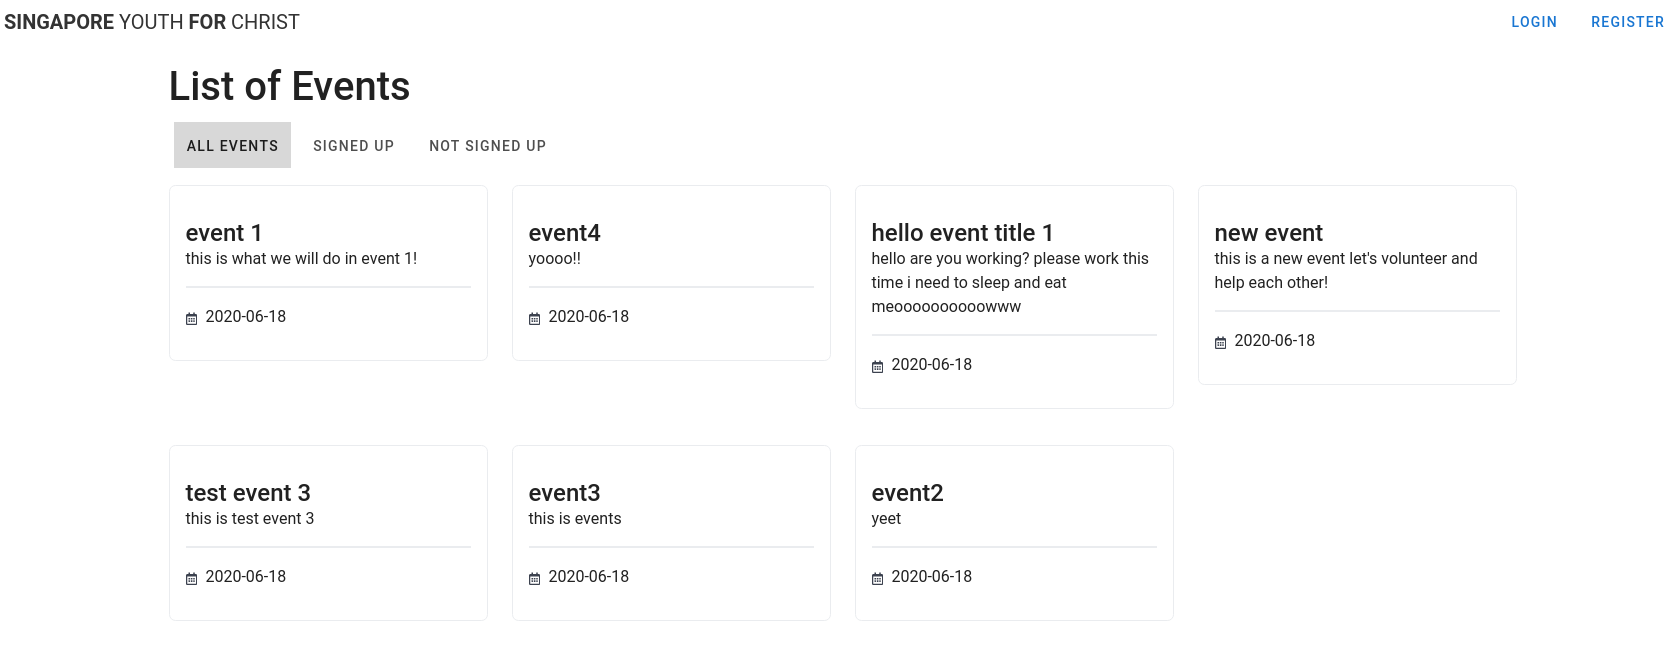 SINGAPORE YOUTH FOR CHRIST
LOGIN REGISTER
List of Events
ALL EVENTS SIGNED UP NOT SIGNED UP
event 1
this is what we will do in event 1!
2020-06-18
event4
yoooo!!
2020-06-18
hello event title 1
hello are you working? please work this
time i need to sleep and eat
meoooooooooowww
2020-06-18
new event
this is a new event let's volunteer and
help each other!
2020-06-18
test event 3
this is test event 3
2020-06-18
event3
this is events
2020-06-18
event2
yeet
2020-06-18